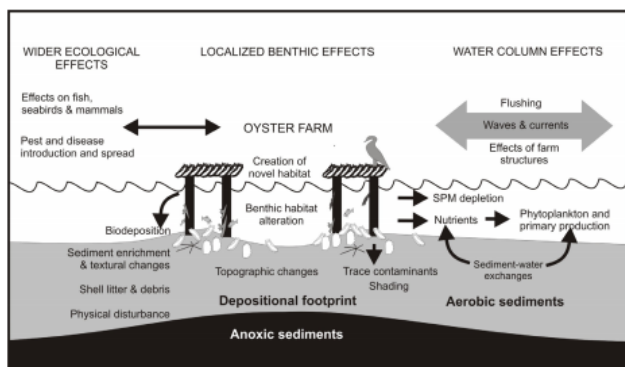 WIDER ECOLOGICAL
EFFECTS
LOCALIZED BENTHIC EFFECTS
WATER COLUMN EFFECTS
Effects on fish,
seabirds & mammals
Pest and disease
introduction and spread
OYSTER FARM
Creation of
novel habitat
Flushing
Waves & currents
Effects of farm
structures
Benthic habitat
alteration
SPM depletion
Nutrients
Phytoplankton and
primary production
Biodeposition
Sediment enrichment
& textural changes
Shell litter & debris
Physical disturbance
Topographic changes
Trace contaminants
Shading
Sediment-water
exchanges
Depositional footprint
Aerobic sediments
Anoxic sediments